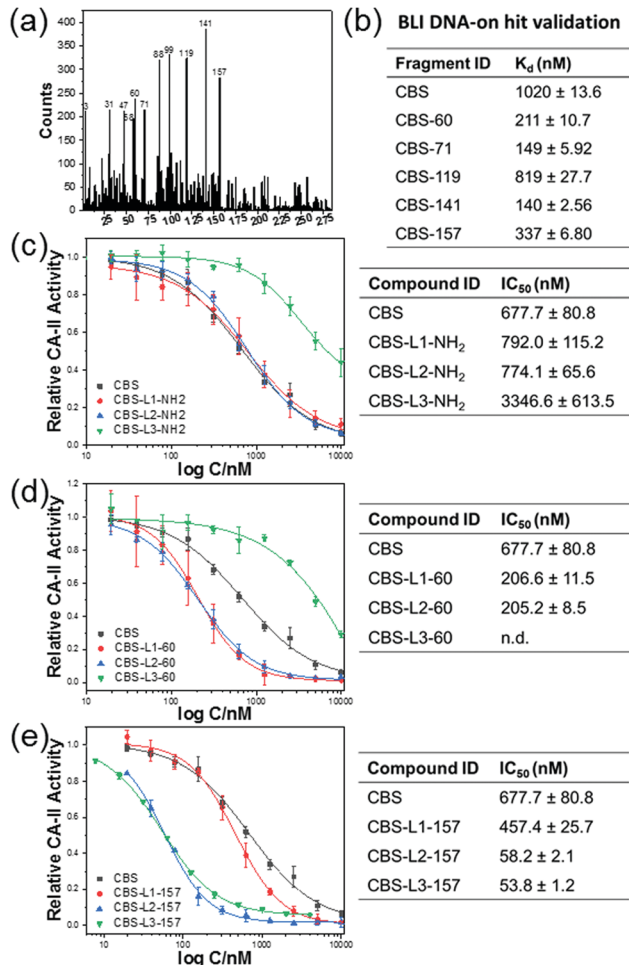 (a)
Counts
400
350
300
250
200
150
100
50
0
3
31
47
58
60
71
88
99
119
141
157
25
50
75
100
125
150
175
200
225
250
275
(b) BLI DNA-on hit validation
Fragment ID Kd (nM)
CBS 1020 ± 13.6
CBS-60 211 ± 10.7
CBS-71 149 ± 5.92
CBS-119 819 ± 27.7
CBS-141 140 ± 2.56
CBS-157 337 ± 6.80
(c)
Relative CA-II Activity
1.0
0.8
0.6
0.4
0.2
0.0
CBS
CBS-L1-NH2
CBS-L2-NH2
CBS-L3-NH2
10 100 1000 10000
log C/nM
Compound ID IC50 (nM)
CBS 677.7 ± 80.8
CBS-L1-NH2 792.0 ± 115.2
CBS-L2-NH2 774.1 ± 65.6
CBS-L3-NH2 3346.6 ± 613.5
(d)
Relative CA-II Activity
1.2
1.0
0.8
0.6
0.4
0.2
0.0
CBS
CBS-L1-60
CBS-L2-60
CBS-L3-60
10 100 1000 10000
log C/nM
Compound ID IC50 (nM)
CBS 677.7 ± 80.8
CBS-L1-60 206.6 ± 11.5
CBS-L2-60 205.2 ± 8.5
CBS-L3-60 n.d.
(e)
Relative CA-II Activity
1.0
0.8
0.6
0.4
0.2
0.0
CBS
CBS-L1-157
CBS-L2-157
CBS-L3-157
10 100 1000 10000
log C/nM
Compound ID IC50 (nM)
CBS 677.7 ± 80.8
CBS-L1-157 457.4 ± 25.7
CBS-L2-157 58.2 ± 2.1
CBS-L3-157 53.8 ± 1.2